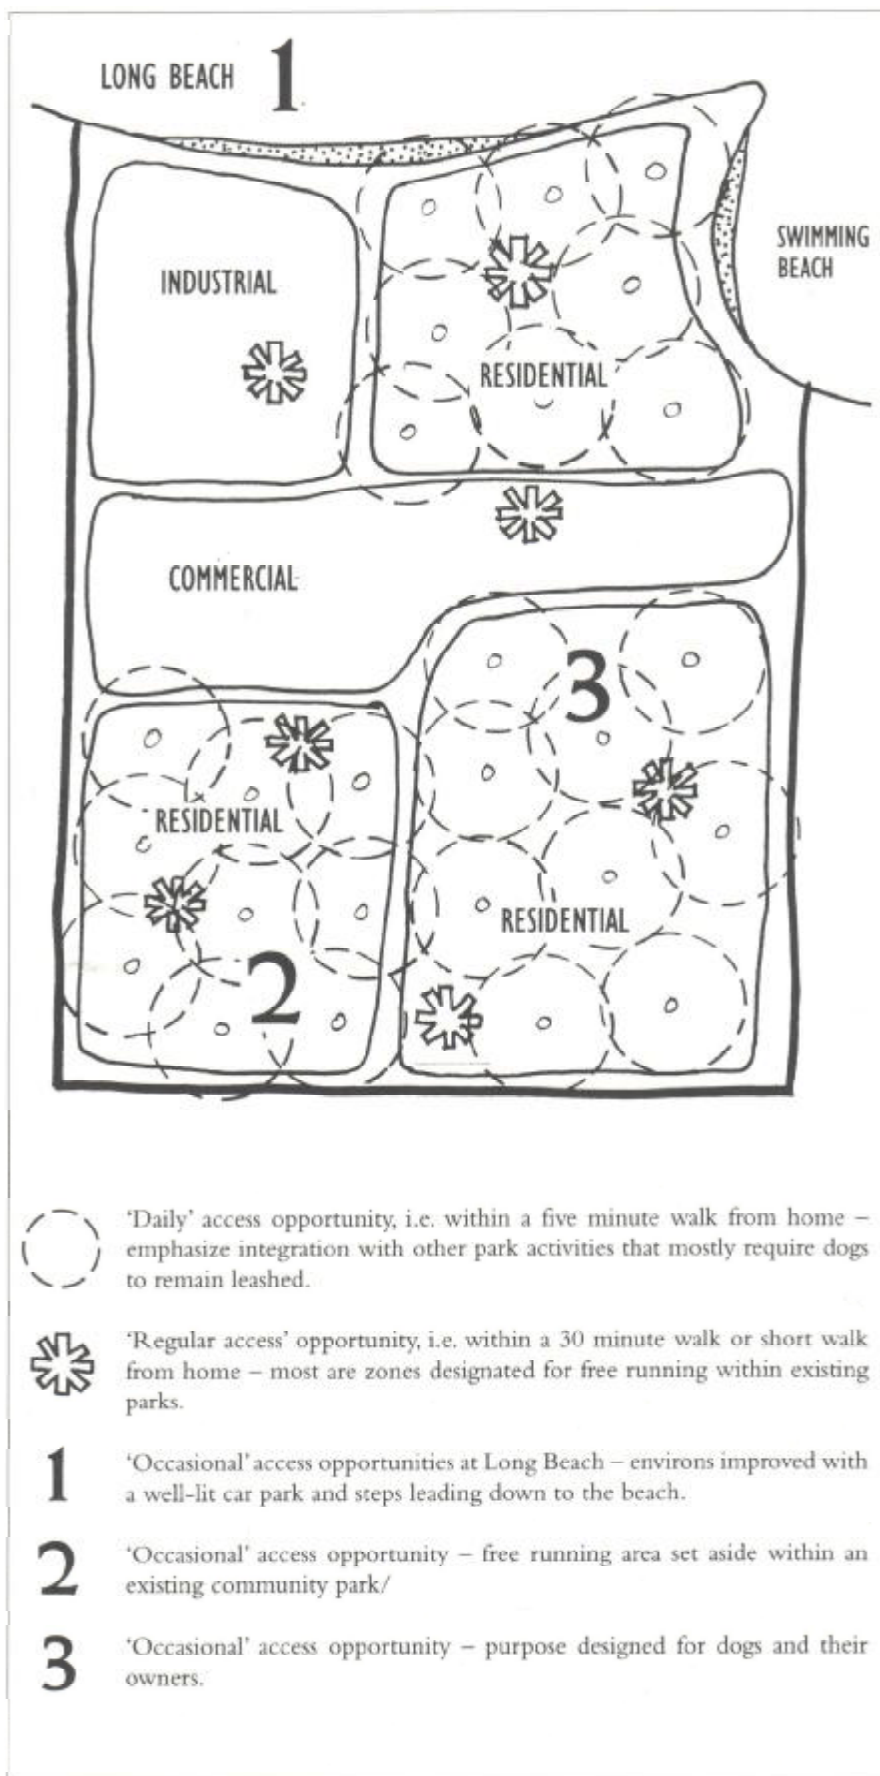 LONG BEACH 1
SWIMMING
BEACH
INDUSTRIAL
RESIDENTIAL
COMMERCIAL
3
RESIDENTIAL
RESIDENTIAL
2
'Daily' access opportunity, i.e. within a five minute walk from home –
emphasize integration with other park activities that mostly require dogs
to remain leashed.
'Regular access' opportunity, i.e. within a 30 minute walk or short walk
from home – most are zones designated for free running within existing
parks.
1 'Occasional' access opportunities at Long Beach – environs improved with
a well-lit car park and steps leading down to the beach.
2 'Occasional' access opportunity – free running area set aside within an
existing community park/
3 'Occasional' access opportunity – purpose designed for dogs and their
owners.